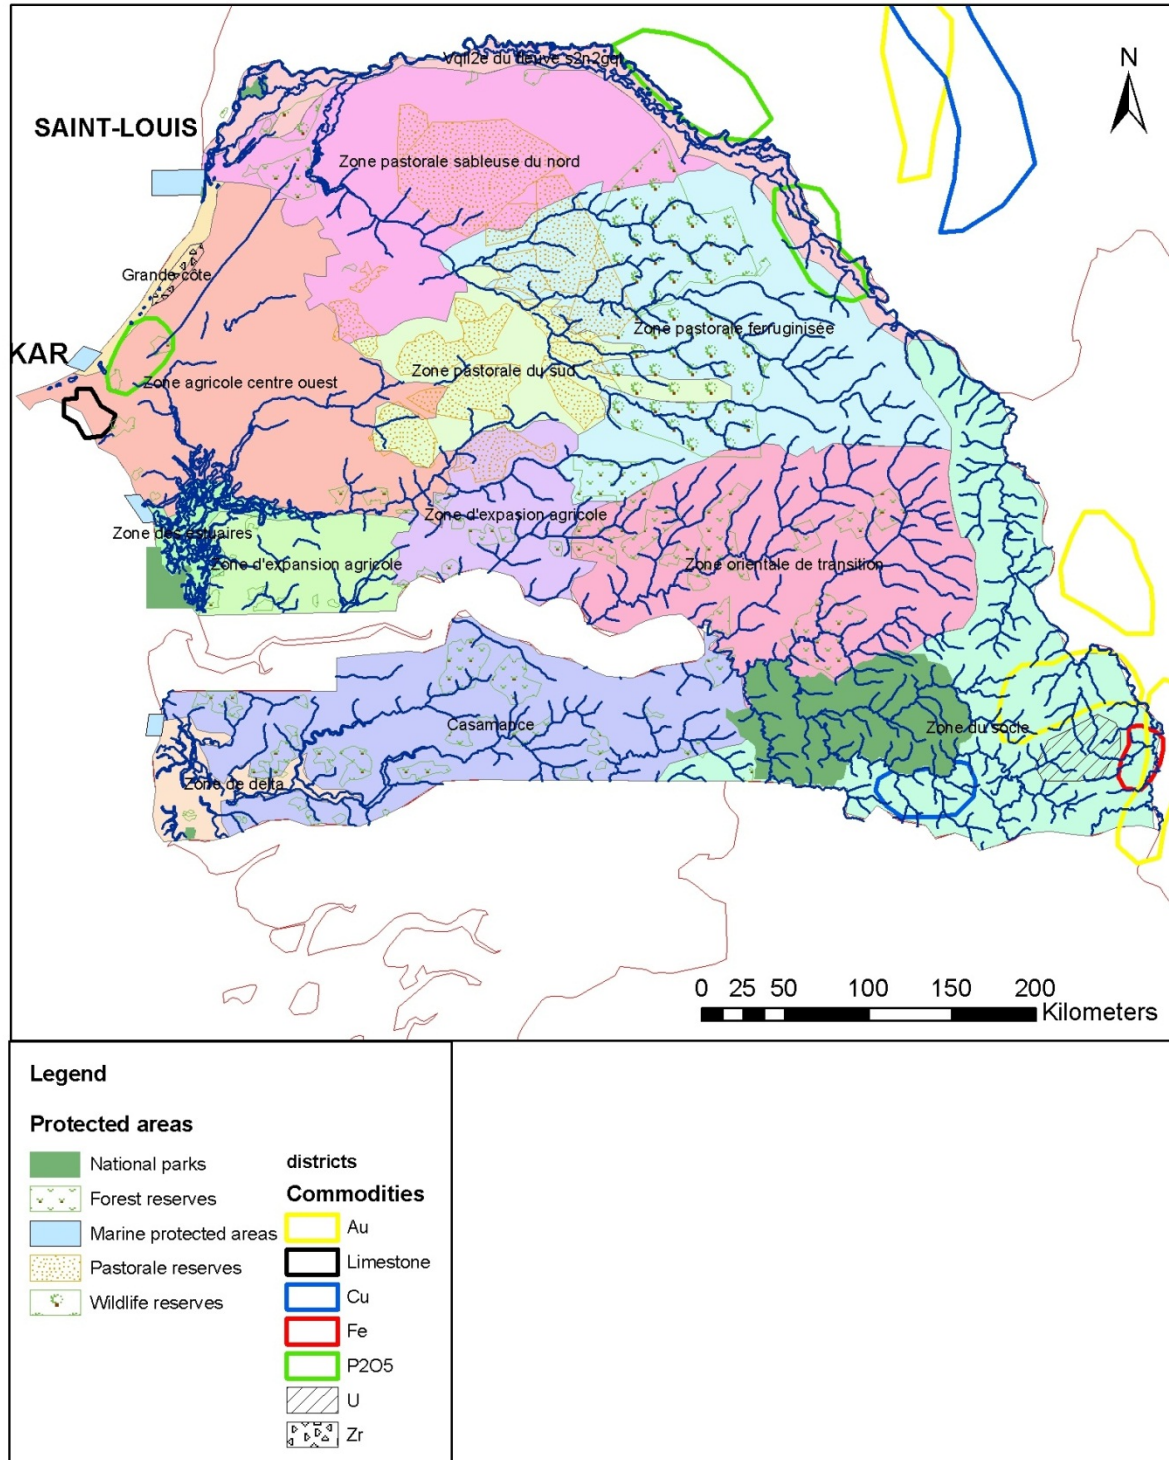 Vqll2e du fleuve s2n2gql
N
SAINT-LOUIS
Zone pastorale sableuse du nord
Grande côte
Zone pastorale ferruginisée
KAR
Zone pastorale du sud
Zone agricole centre ouest
Zone d'expasion agricole
Zone des estuaires
Zone d'expansion agricole
Zone orientale de transition
Casamance
Zone du socle
Zone de delta
0 25 50 100 150 200
Kilometers
Legend
Protected areas
National parks
Forest reserves
Marine protected areas
Pastorale reserves
Wildlife reserves
districts
Commodities
Au
Limestone
Cu
Fe
P2O5
U
Zr